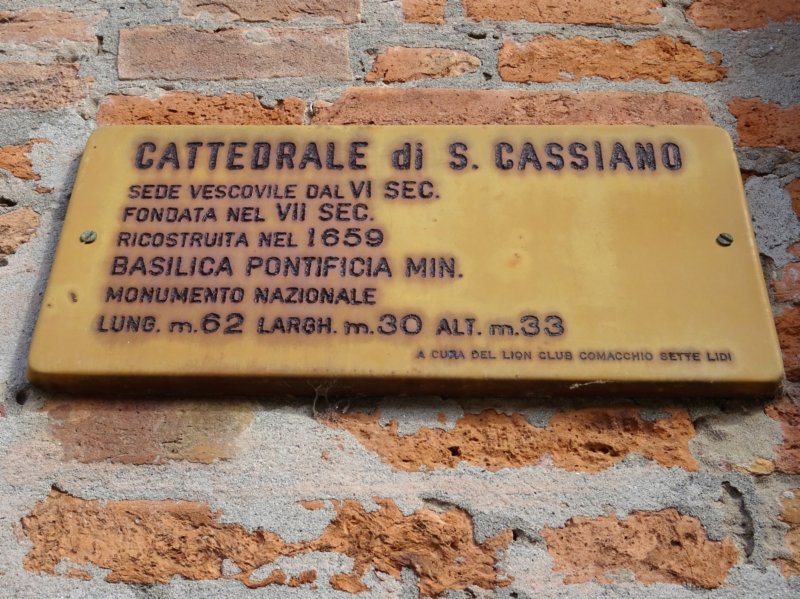 CATTEDRALE di S. CASSIANO
SEDE VESCOVILE DAL VI SEC.
FONDATA NEL VII SEC.
RICOSTRUITA NEL 1659
BASILICA PONTIFICIA MIN.
MONUMENTO NAZIONALE
LUNG. m. 62 LARGH. m. 30 ALT. m. 33
A CURA DEL LION CLUB COMACCHIO SETTE LIDI